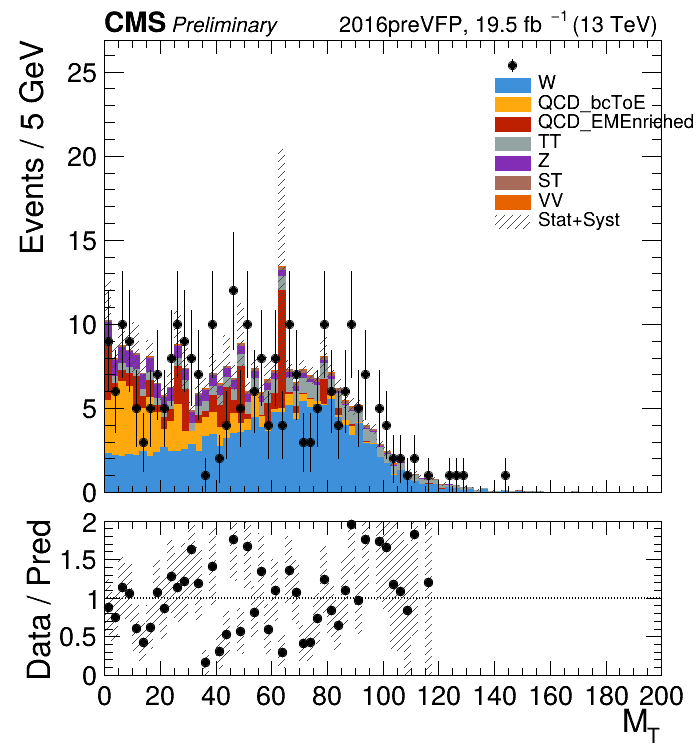 CMS Preliminary 2016preVFP, 19.5 fb -1 (13 TeV)
Events / 5 GeV
25
20
15
10
5
0
W
QCD_bcToE
QCD_EMEnriched
TT
Z
ST
VV
Stat+Syst
Data / Pred
2
1.5
1
0.5
0
0 20 40 60 80 100 120 140 160 180 200
M_T